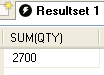 Resultset 1
SUM(QTY)
2700